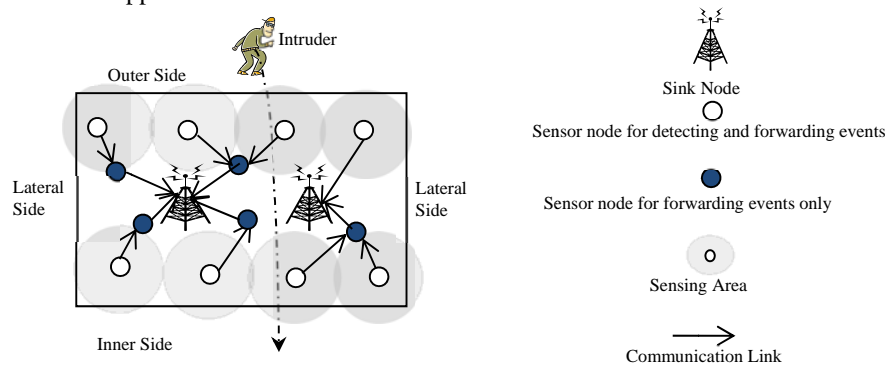 Intruder
Outer Side
Lateral
Side
Lateral
Side
Inner Side
Sink Node
Sensor node for detecting and forwarding events
Sensor node for forwarding events only
Sensing Area
Communication Link